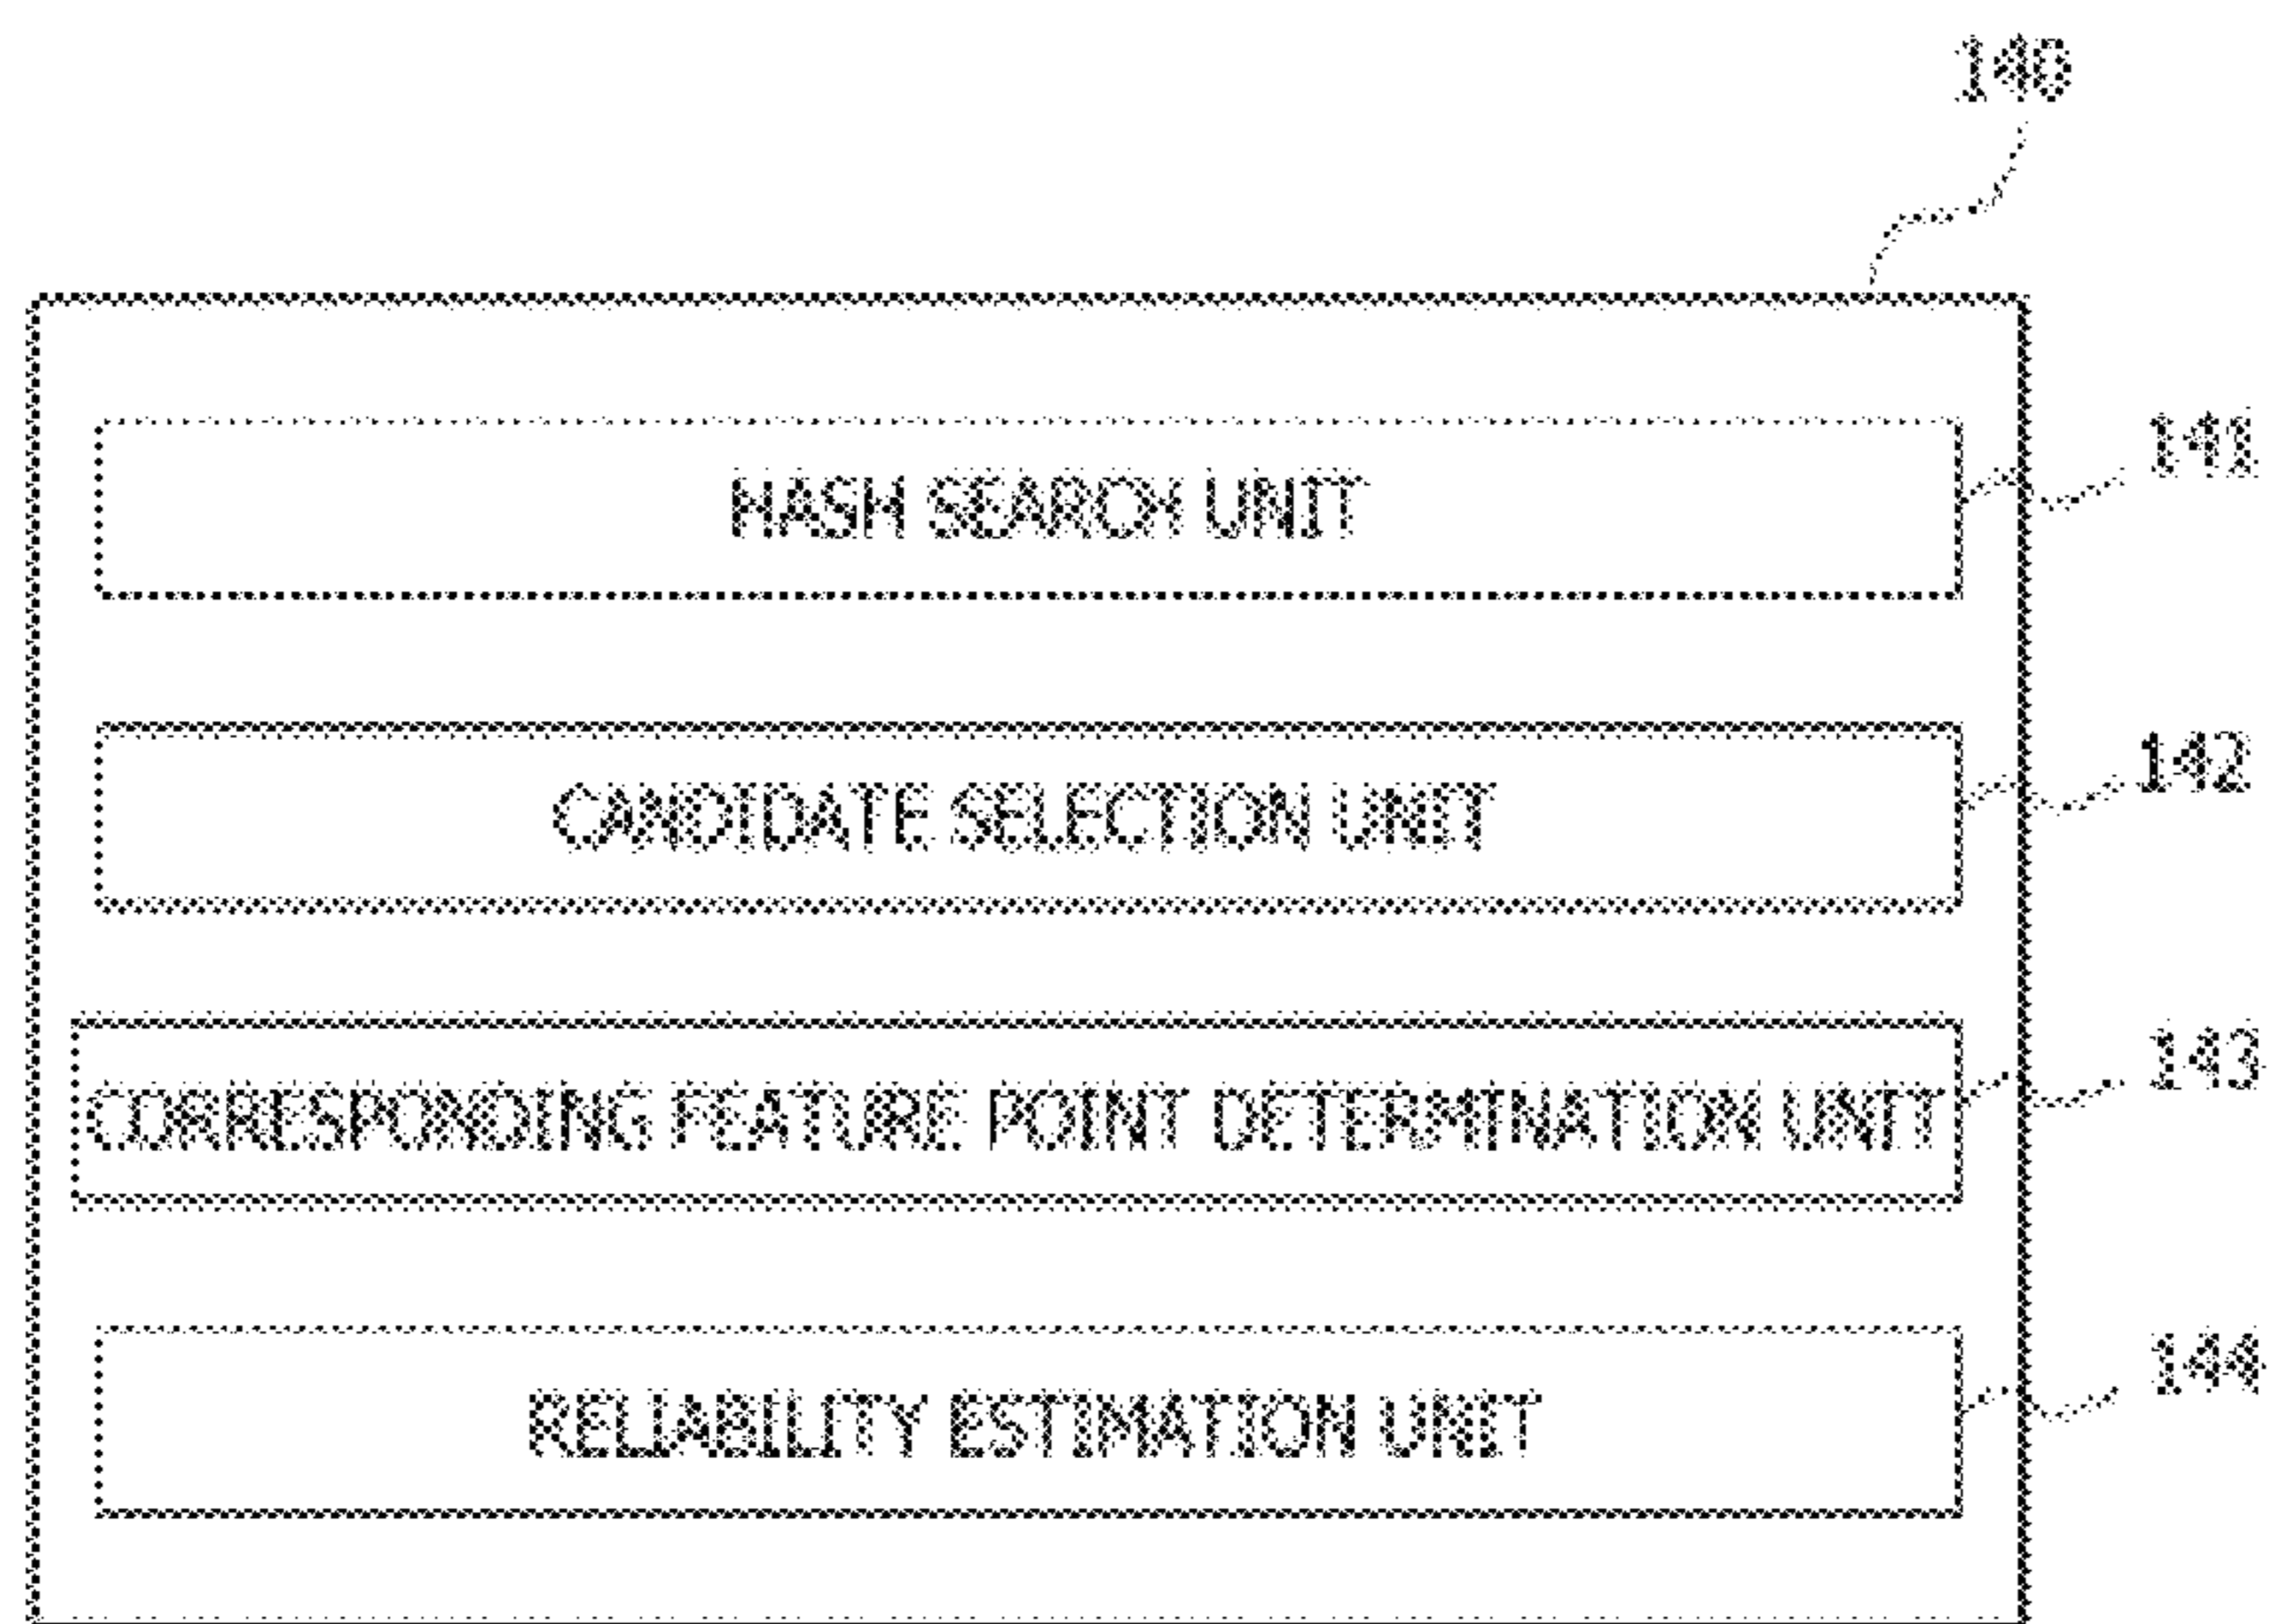 140
HASH SEARCH UNIT
141
CANDIDATE SELECTION UNIT
142
CORRESPONDING FEATURE POINT DETERMINATION UNIT
143
RELIABILITY ESTIMATION UNIT
144